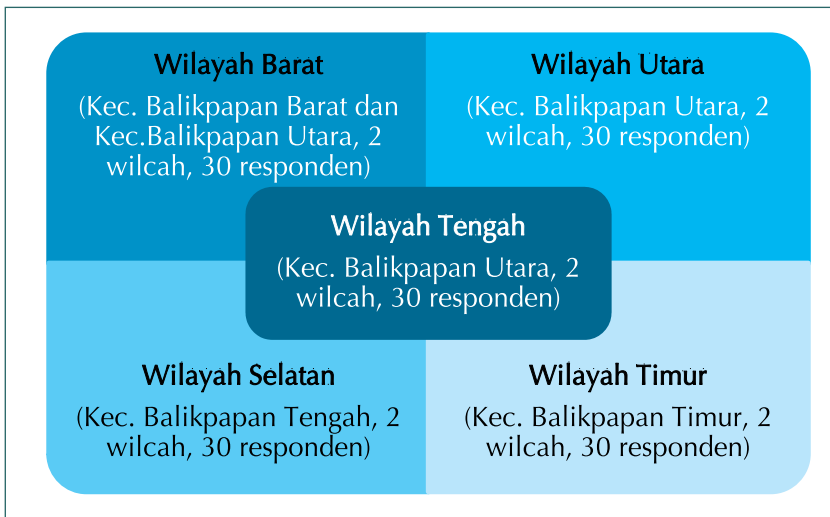 Wilayah Barat
(Kec. Balikpapan Barat dan
Kec.Balikpapan Utara, 2
wilcah, 30 responden)
Wilayah Utara
(Kec. Balikpapan Utara, 2
wilcah, 30 responden)
Wilayah Tengah
(Kec. Balikpapan Utara, 2
wilcah, 30 responden)
Wilayah Selatan
(Kec. Balikpapan Tengah, 2
wilcah, 30 responden)
Wilayah Timur
(Kec. Balikpapan Timur, 2
wilcah, 30 responden)